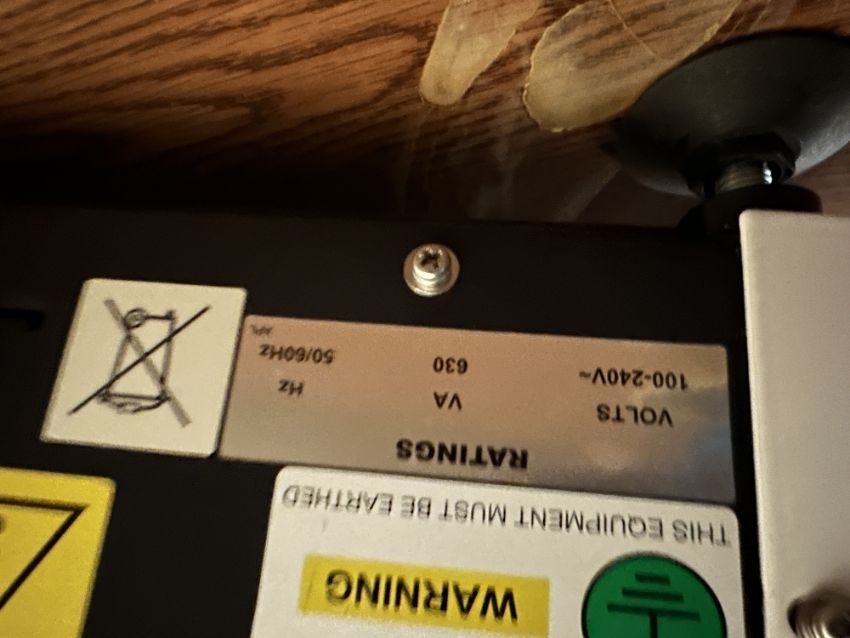 WARNING
THIS EQUIPMENT MUST BE EARTHED
RATINGS
VOLTS VA Hz
100-240V~ 630 50/60Hz